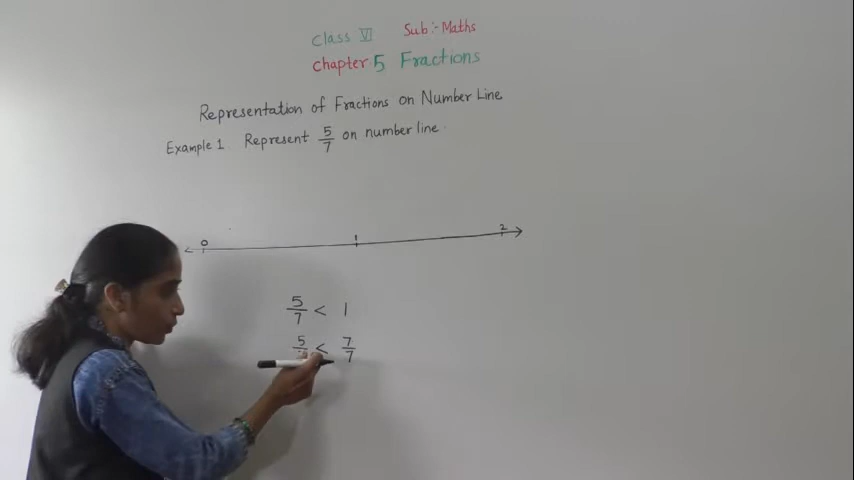 Class VI Sub:- Maths
Chapter 5 Fractions
Representation of Fractions on Number Line
Example 1 Represent 5/7 on number line.
0 1 2
5/7 < 1
5/7 < 7/7